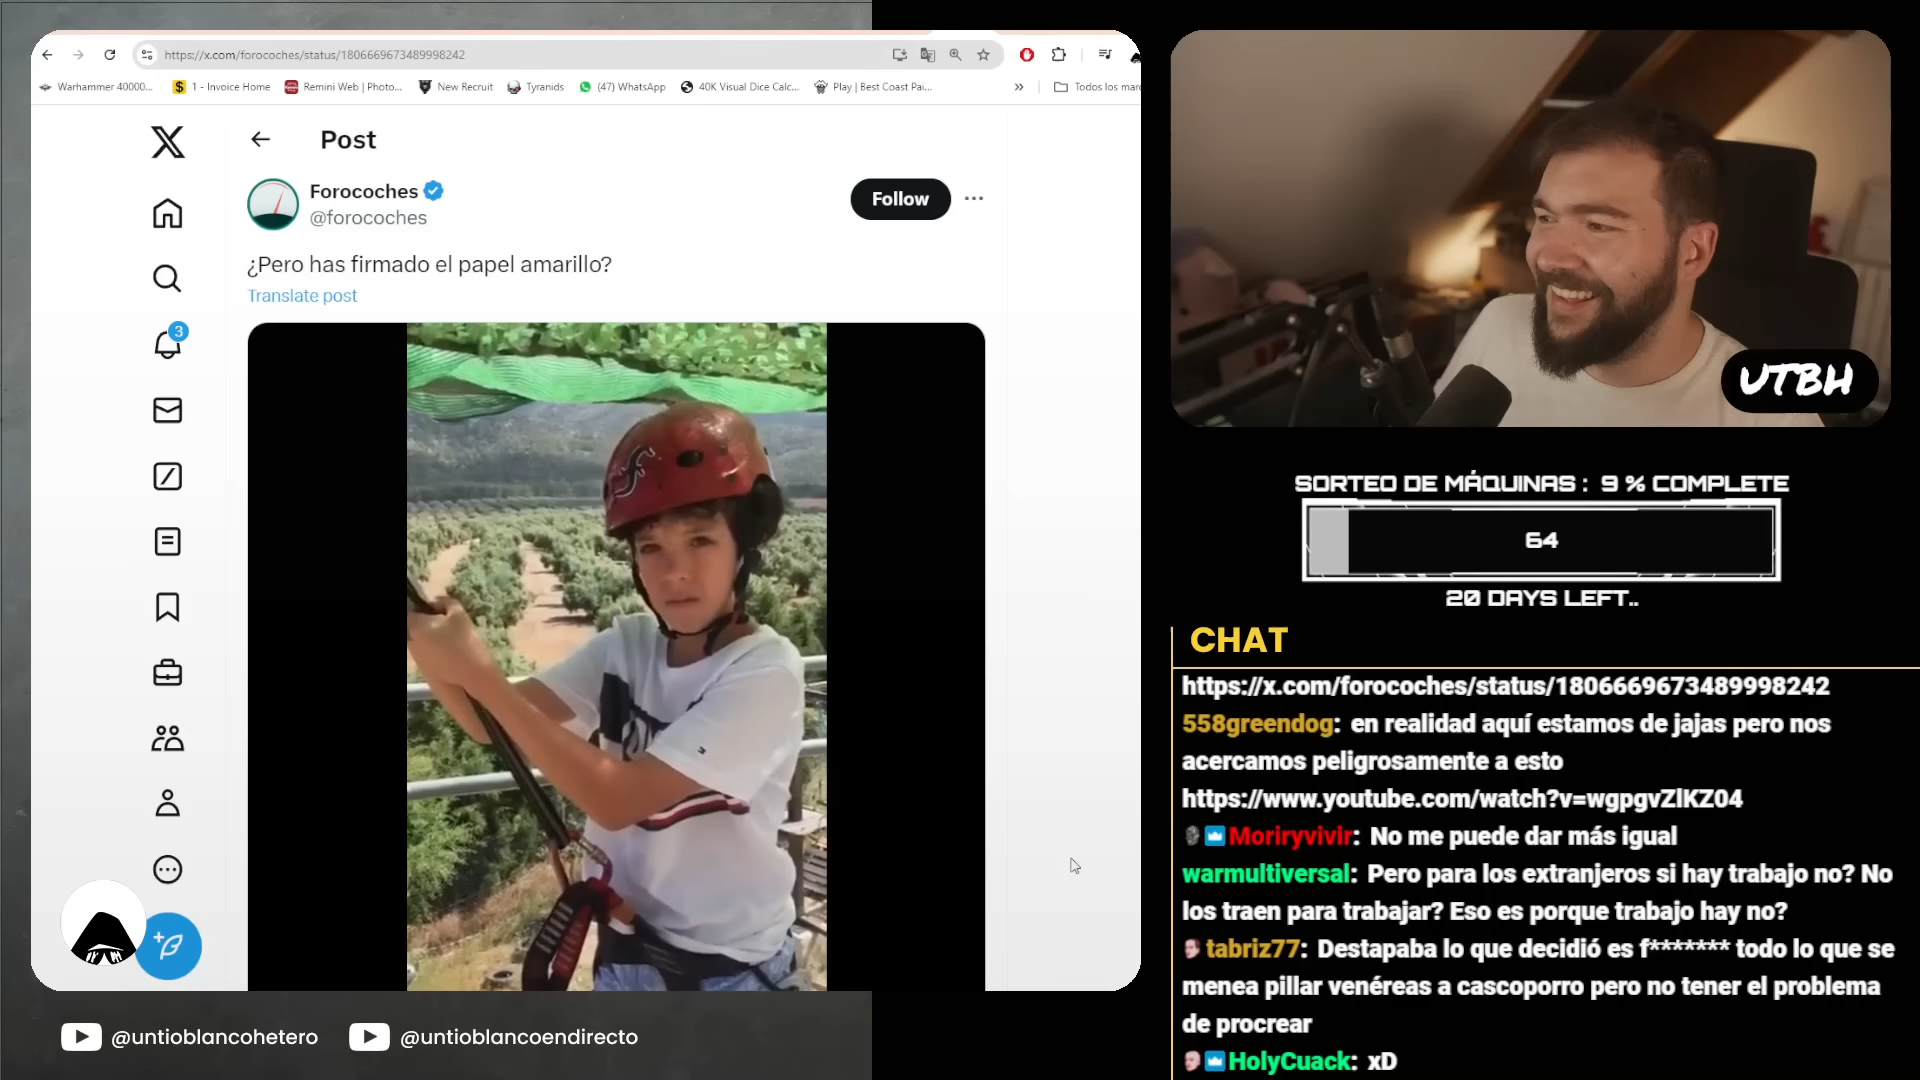 https://x.com/forocoches/status/1806669673489998242
Warhammer 40000...
1 - Invoice Home
Remini Web | Photo...
New Recruit
Tyranids
(47) WhatsApp
40K Visual Dice Calc...
Play | Best Coast Pai...
Todos los marc
Post
Forocoches
@forocoches
Follow
¿Pero has firmado el papel amarillo?
Translate post
3
@untioblancohetero
@untioblancoendirecto
UTBH
SORTEO DE MÁQUINAS : 9 % COMPLETE
64
20 DAYS LEFT..
CHAT
https://x.com/forocoches/status/1806669673489998242
558greendog: en realidad aquí estamos de jajas pero nos
acercamos peligrosamente a esto
https://www.youtube.com/watch?v=wgpgvZlKZ04
Moriryvivir: No me puede dar más igual
warmultiversal: Pero para los extranjeros si hay trabajo no? No
los traen para trabajar? Eso es porque trabajo hay no?
tabriz77: Destapaba lo que decidió es f******* todo lo que se
menea pillar venéreas a cascoporro pero no tener el problema
de procrear
HolyCuack: xD